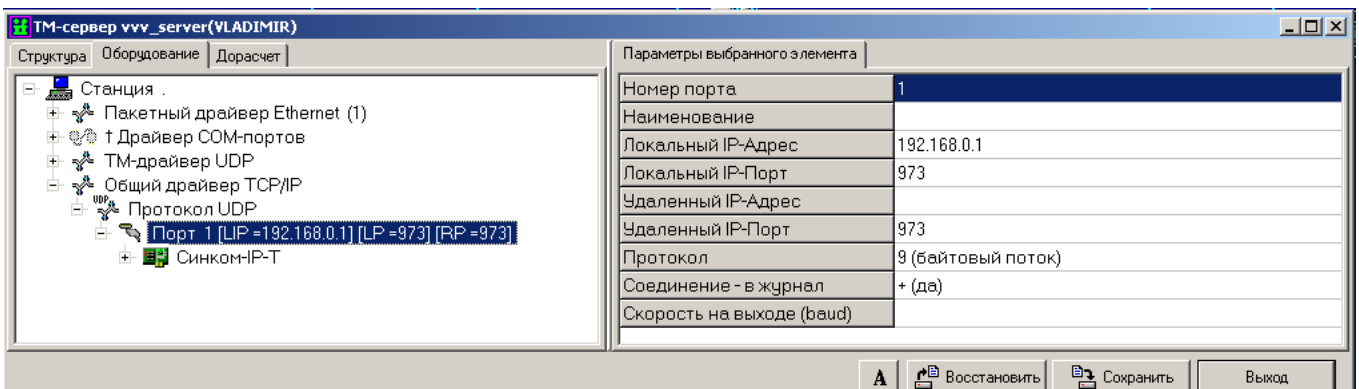 ТМ-сервер vvv_server(VLADIMIR)
Структура Оборудование Дорасчет
Станция .
Пакетный драйвер Ethernet (1)
† Драйвер COM-портов
ТМ-драйвер UDP
Общий драйвер TCP/IP
UDP Протокол UDP
Порт 1 [LIP=192.168.0.1] [LP=973] [RP=973]
Синком-IP-Т
Параметры выбранного элемента
Номер порта 1
Наименование
Локальный IP-Адрес 192.168.0.1
Локальный IP-Порт 973
Удаленный IP-Адрес
Удаленный IP-Порт 973
Протокол 9 (байтовый поток)
Соединение - в журнал + (да)
Скорость на выходе (baud)
A Восстановить Сохранить Выход